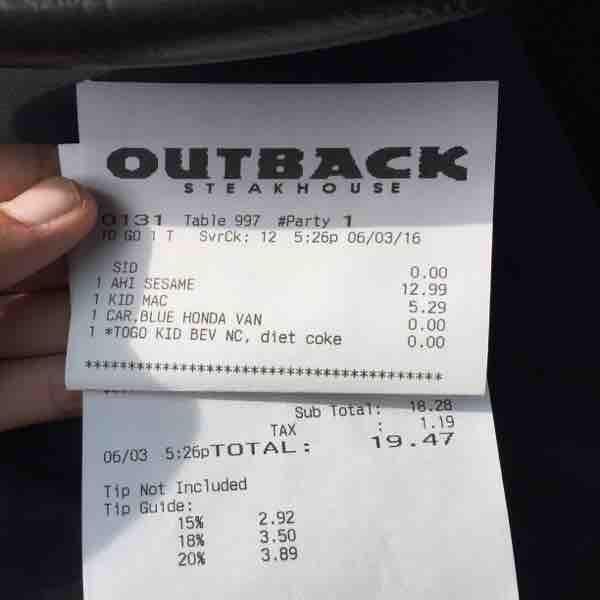 OUTBACK
STEAKHOUSE
0131 Table 997 #Party 1
TO GO 1 T SvrCk: 12 5:26p 06/03/16
SID 0.00
1 AHI SESAME 12.99
1 KID MAC 5.29
1 CAR,BLUE HONDA VAN 0.00
1 *TOGO KID BEV NC, diet coke 0.00
*****************************************
Sub Total: 18.28
TAX : 1.19
06/03 5:26pTOTAL: 19.47
Tip Not Included
Tip Guide:
15% 2.92
18% 3.50
20% 3.89